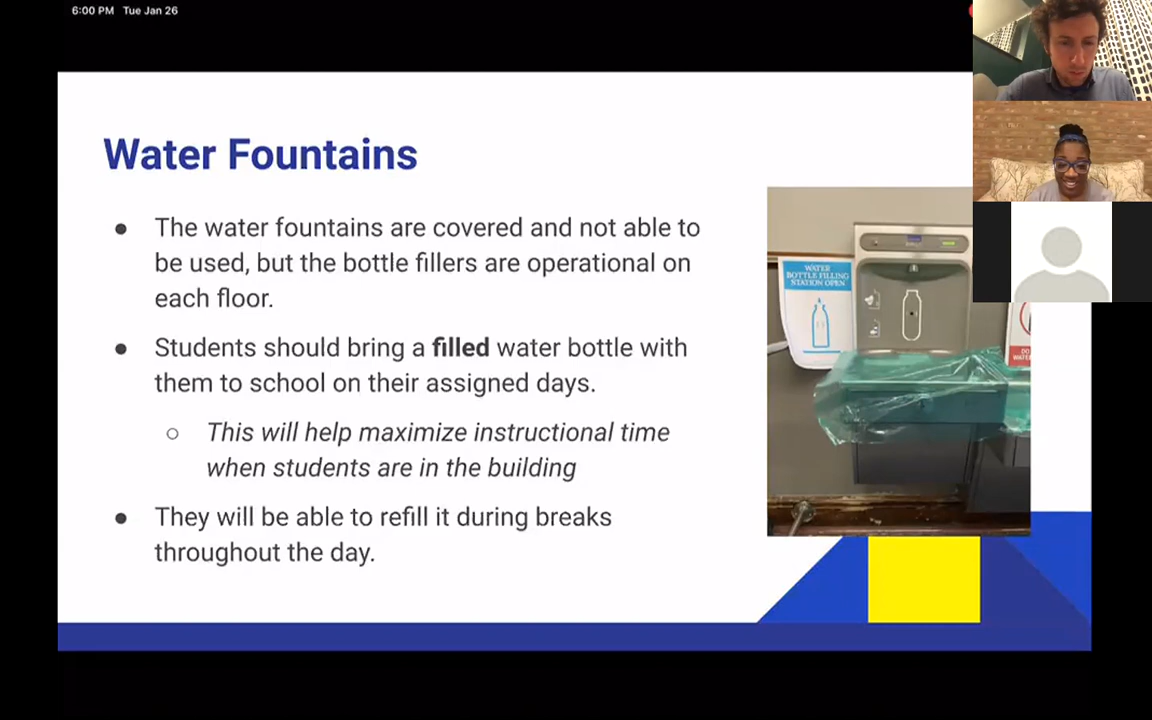 6:00 PM Tue Jan 26
Water Fountains
● The water fountains are covered and not able to
be used, but the bottle fillers are operational on
each floor.
● Students should bring a filled water bottle with
them to school on their assigned days.
○ This will help maximize instructional time
when students are in the building
● They will be able to refill it during breaks
throughout the day.
WATER
BOTTLE FILLING
STATION OPEN
DO
WATE